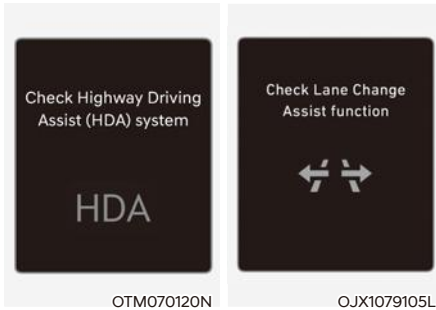 Check Highway Driving
Assist (HDA) system
HDA
OTM070120N
Check Lane Change
Assist function
OJX1079105L